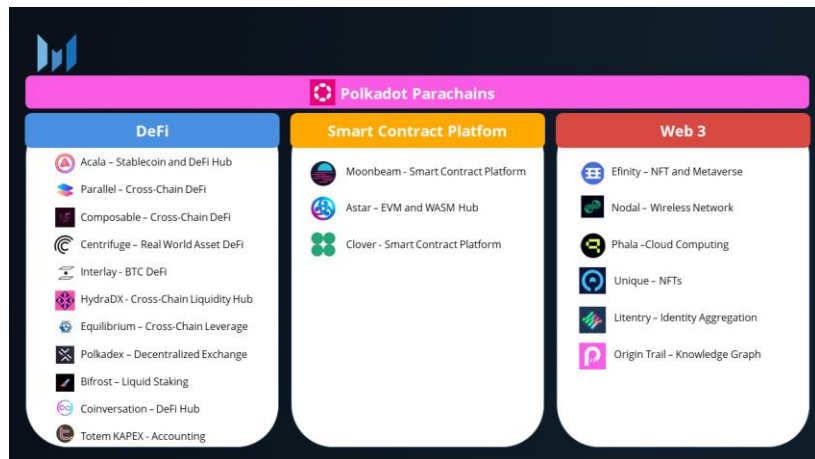 Polkadot Parachains
DeFi
Acala – Stablecoin and DeFi Hub
Parallel – Cross-Chain DeFi
Composable – Cross-Chain DeFi
Centrifuge – Real World Asset DeFi
Interlay - BTC DeFi
HydraDX - Cross-Chain Liquidity Hub
Equilibrium – Cross-Chain Leverage
Polkadex – Decentralized Exchange
Bifrost – Liquid Staking
Coinversation – DeFi Hub
Totem KAPEX - Accounting
Smart Contract Platfom
Moonbeam - Smart Contract Platform
Astar – EVM and WASM Hub
Clover - Smart Contract Platform
Web 3
Efinity – NFT and Metaverse
Nodal – Wireless Network
Phala –Cloud Computing
Unique – NFTs
Litentry – Identity Aggregation
Origin Trail – Knowledge Graph